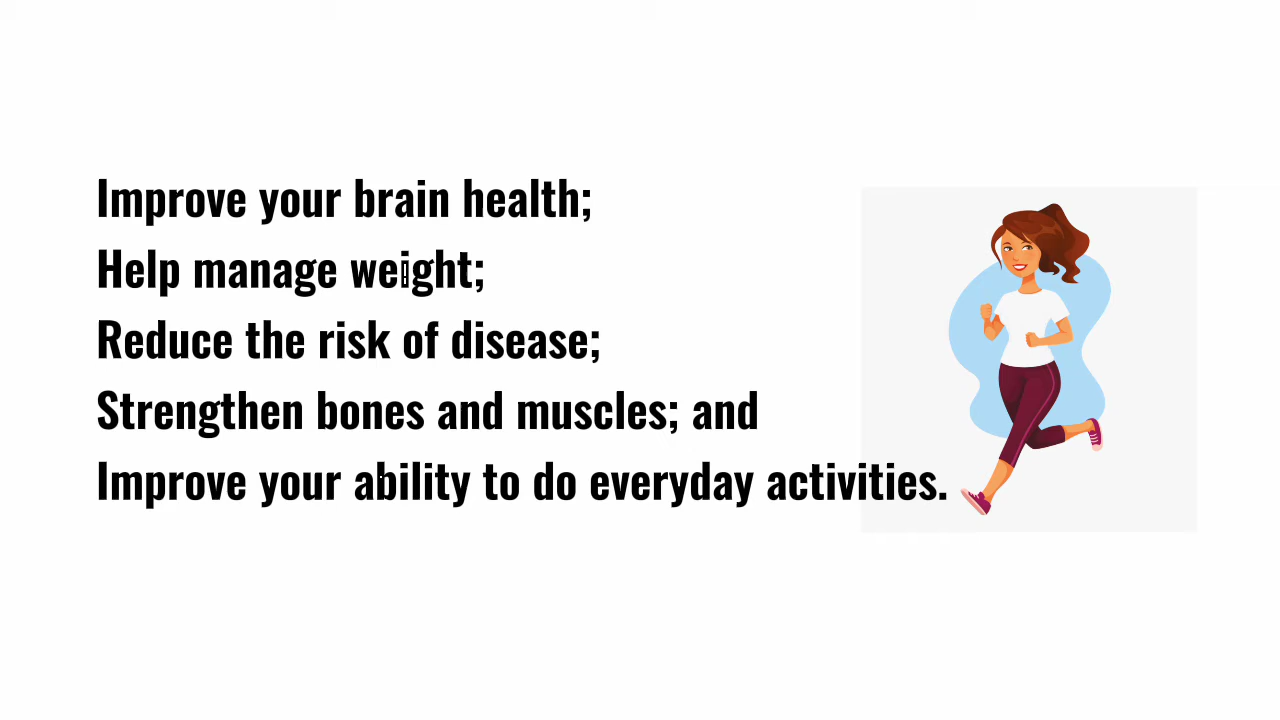 Improve your brain health;
Help manage weight;
Reduce the risk of disease;
Strengthen bones and muscles; and
Improve your ability to do everyday activities.